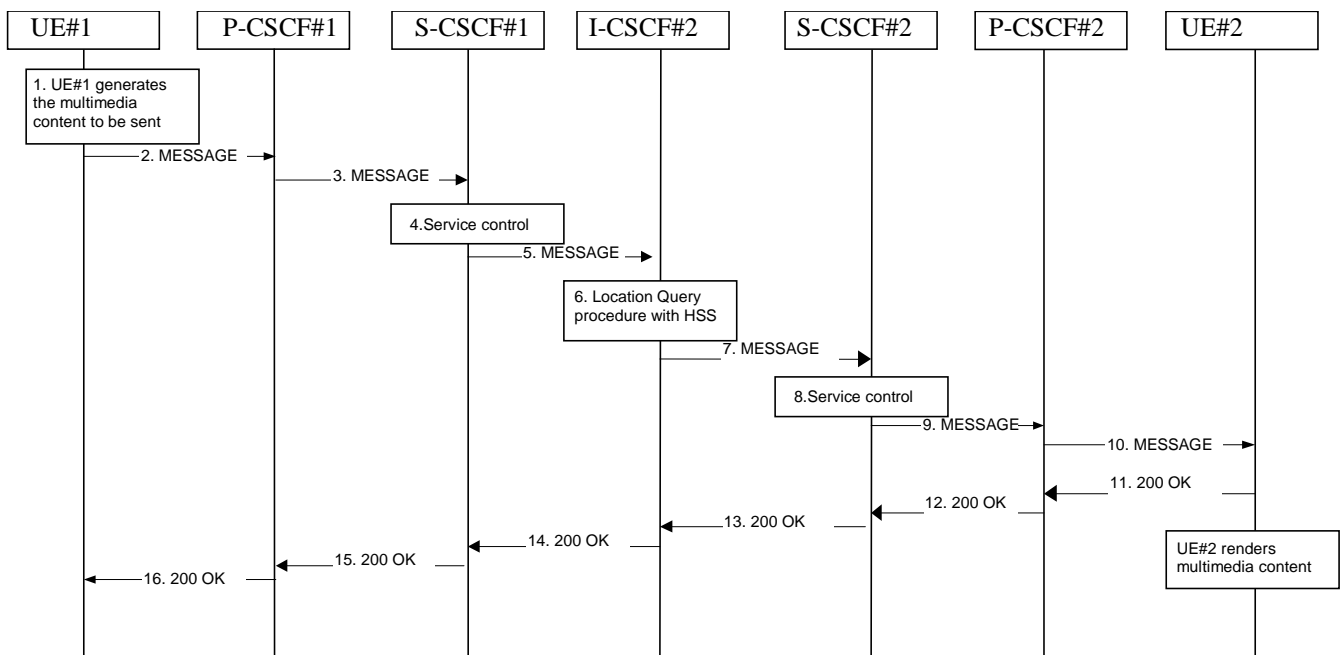 UE#1
P-CSCF#1
S-CSCF#1
I-CSCF#2
S-CSCF#2
P-CSCF#2
UE#2
1. UE#1 generates
the multimedia
content to be sent
2. MESSAGE
3. MESSAGE
4.Service control
5. MESSAGE
6. Location Query
procedure with HSS
7. MESSAGE
8.Service control
9. MESSAGE
10. MESSAGE
11. 200 OK
12. 200 OK
13. 200 OK
14. 200 OK
UE#2 renders
multimedia content
15. 200 OK
16. 200 OK